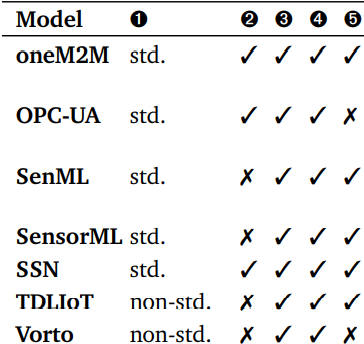 Model ❶ ❷ ❸ ❹ ❺
oneM2M std. ✓ ✓ ✓ ✓
OPC-UA std. ✓ ✓ ✓ ✗
SenML std. ✗ ✓ ✓ ✓
SensorML std. ✗ ✓ ✓ ✓
SSN std. ✓ ✓ ✓ ✓
TDLIoT non-std. ✗ ✓ ✓ ✓
Vorto non-std. ✗ ✓ ✓ ✗